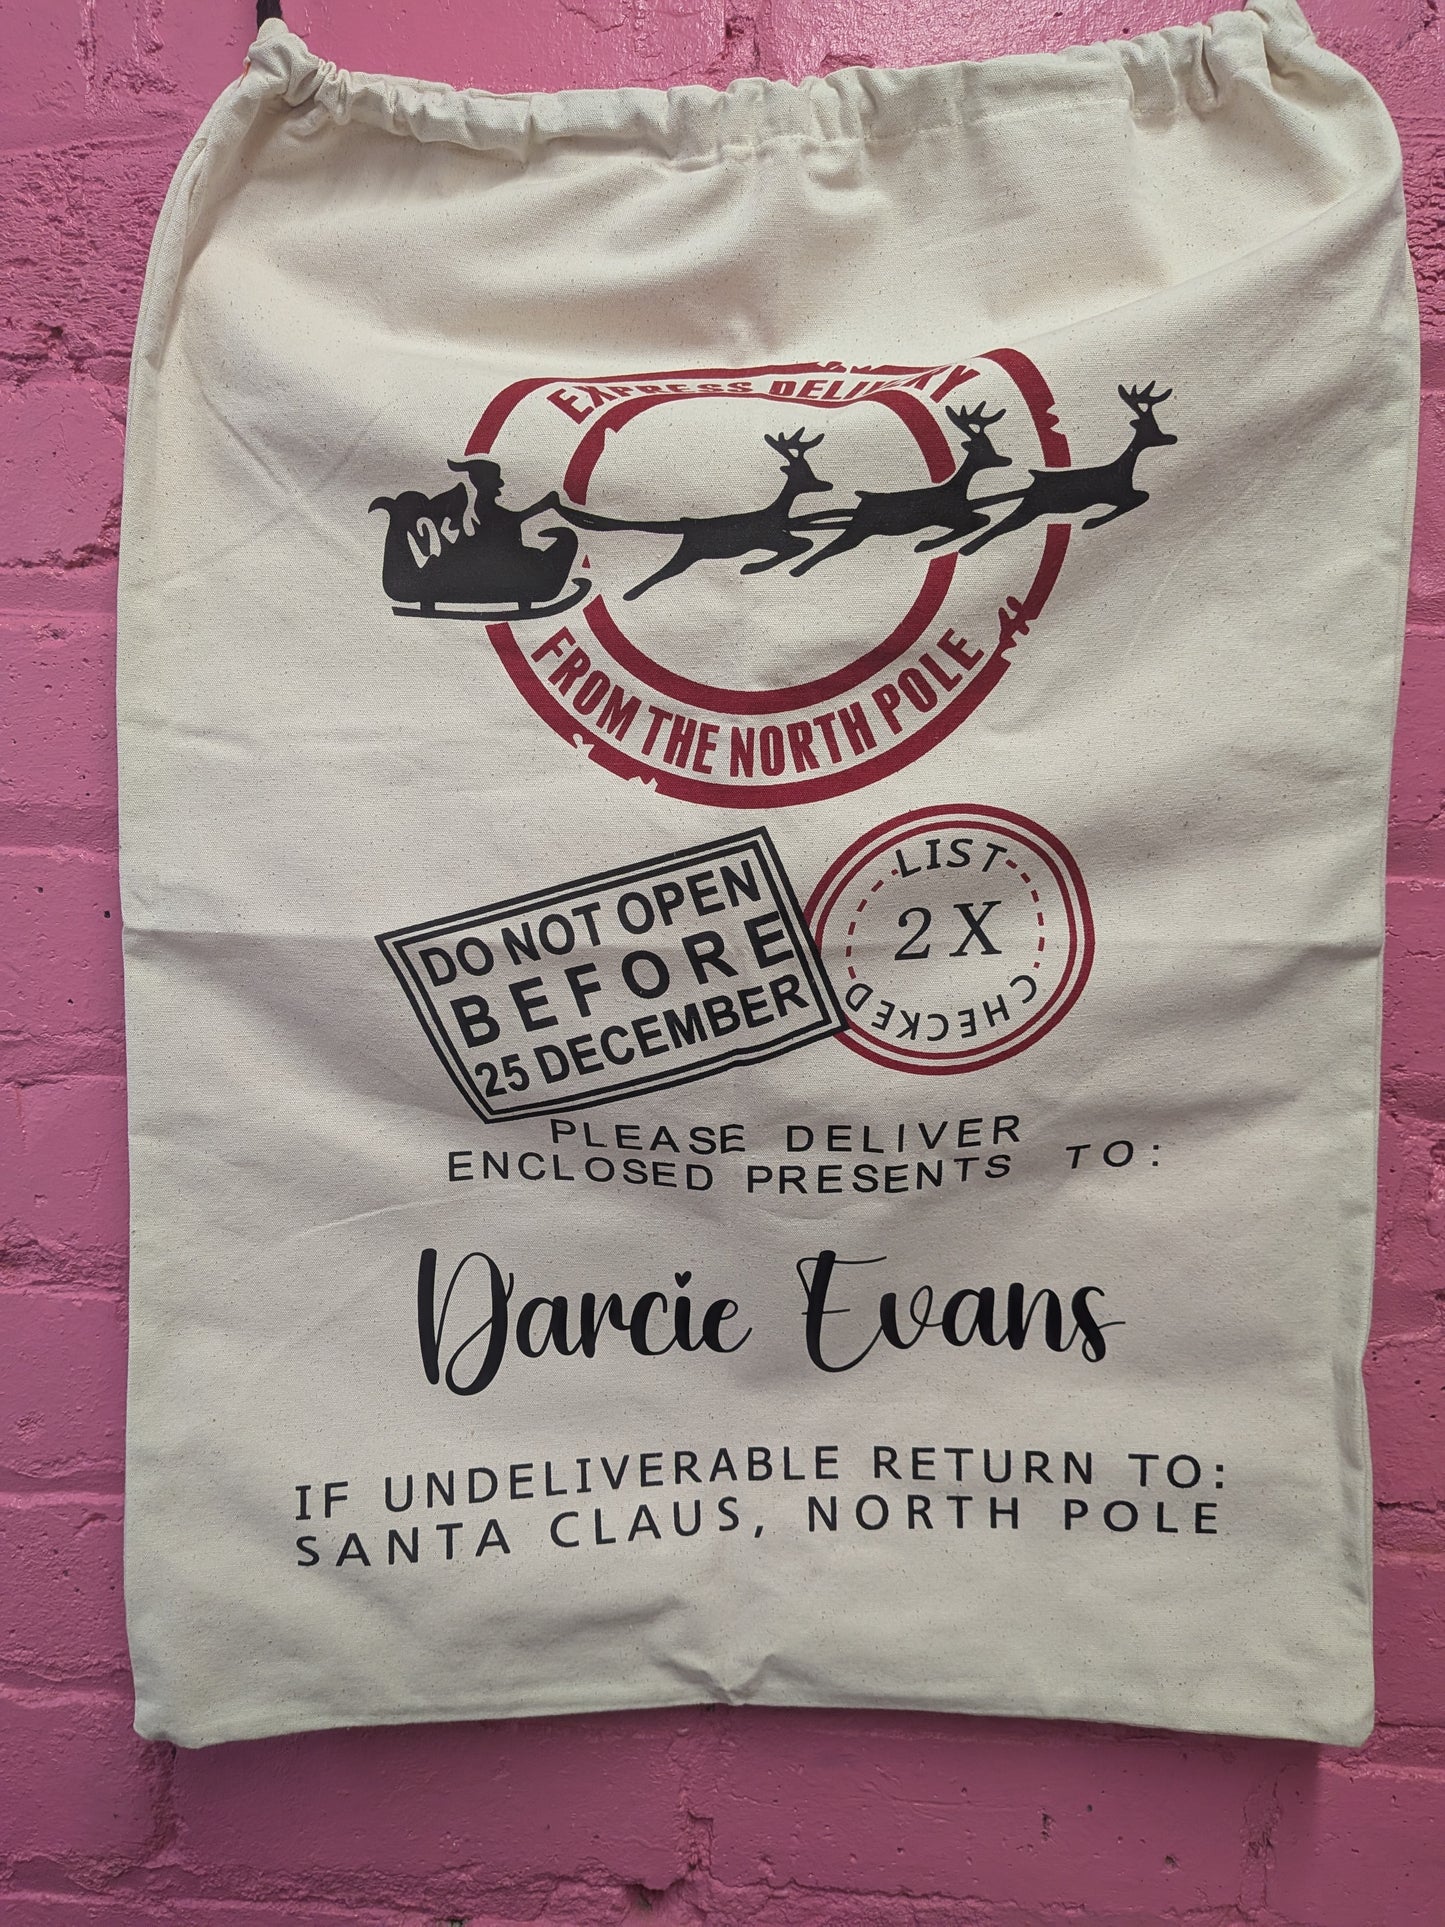 EXPRESS DELIVERY
FROM THE NORTH POLE
DO NOT OPEN
BEFORE
25 DECEMBER
LIST
2X
CHECKED
PLEASE DELIVER
ENCLOSED PRESENTS TO:
Darcie Evans
IF UNDELIVERABLE RETURN TO:
SANTA CLAUS, NORTH POLE